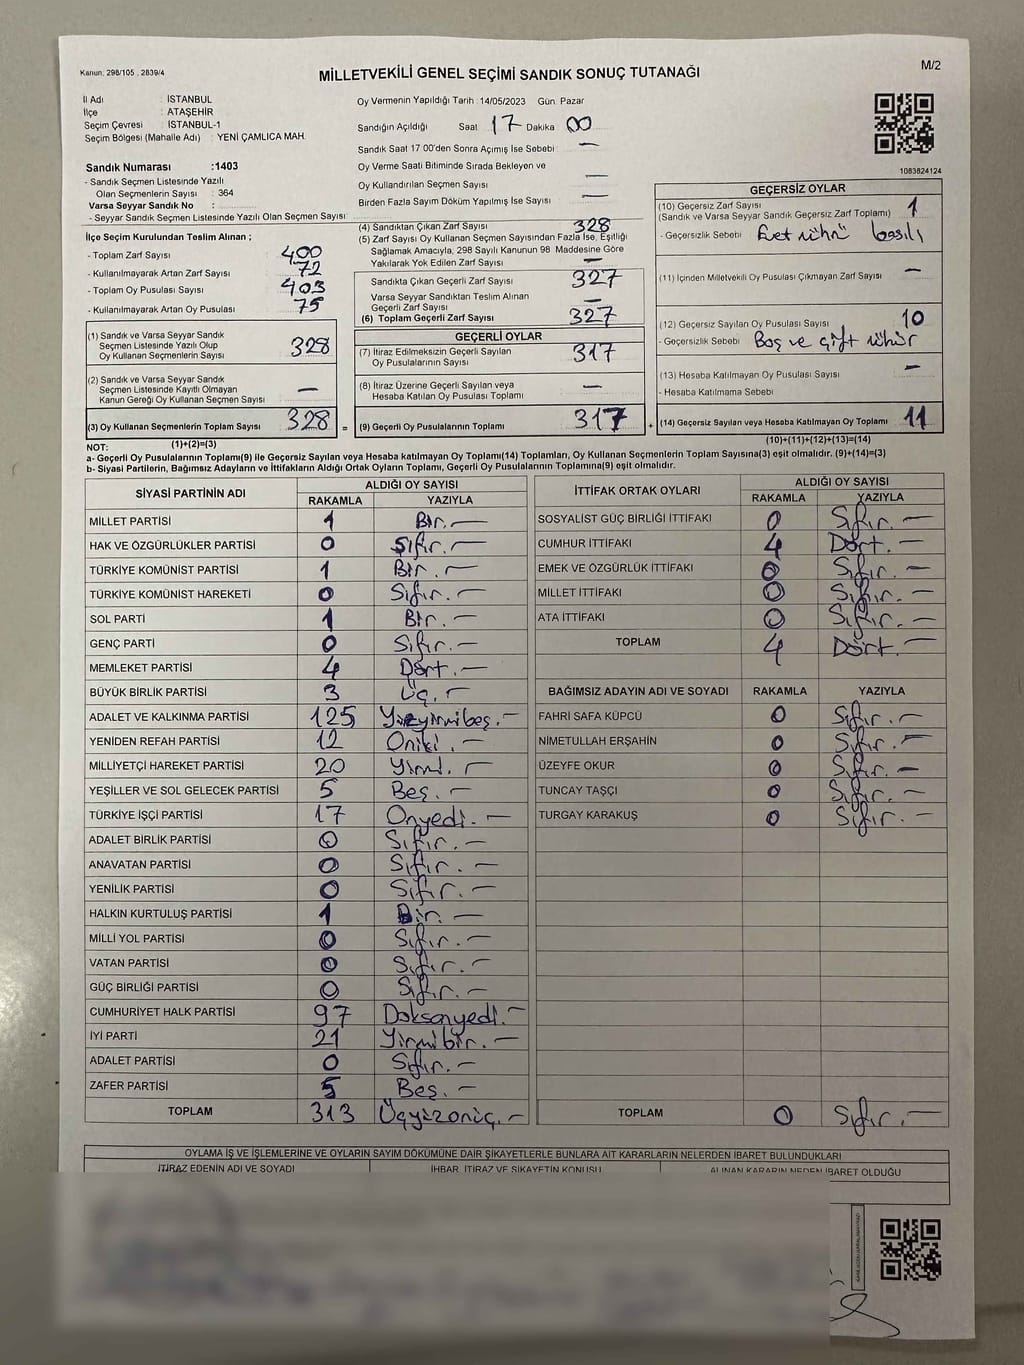 Kanun: 298/105 , 2839/4
MİLLETVEKİLİ GENEL SEÇİMİ SANDIK SONUÇ TUTANAĞI
M/2
İl Adı : İSTANBUL
İlçe : ATAŞEHİR
Seçim Çevresi : İSTANBUL-1
Seçim Bölgesi (Mahalle Adı) : YENİ ÇAMLICA MAH.
Oy Vermenin Yapıldığı Tarih : 14/05/2023 Gün: Pazar
Sandığın Açıldığı Saat 17 Dakika 00
Sandık Saat 17 00'den Sonra Açımış İse Sebebi : —
Oy Verme Saati Bitiminde Sırada Bekleyen ve
Oy Kullandırılan Seçmen Sayısı —
Birden Fazla Sayım Döküm Yapılmış İse Sayısı —
1083824124
Sandık Numarası :1403
- Sandık Seçmen Listesinde Yazılı
Olan Seçmenlerin Sayısı : 364
Varsa Seyyar Sandık No :
- Seyyar Sandık Seçmen Listesinde Yazılı Olan Seçmen Sayısı:
İlçe Seçim Kurulundan Teslim Alınan ;
- Toplam Zarf Sayısı 400
- Kullanılmayarak Artan Zarf Sayısı 72
- Toplam Oy Pusulası Sayısı 403
- Kullanılmayarak Artan Oy Pusulası 75
(1) Sandık ve Varsa Seyyar Sandık
Seçmen Listesinde Yazılı Olup
Oy Kullanan Seçmenlerin Sayısı 328
(2) Sandık ve Varsa Seyyar Sandık
Seçmen Listesinde Kayıtlı Olmayan
Kanun Gereği Oy Kullanan Seçmen Sayısı —
(3) Oy Kullanan Seçmenlerin Toplam Sayısı 328
(1)+(2)=(3)
(4) Sandıktan Çıkan Zarf Sayısı 328
(5) Zarf Sayısı Oy Kullanan Seçmen Sayısından Fazla İse, Eşitliği
Sağlamak Amacıyla, 298 Sayılı Kanunun 98 Maddesine Göre
Yakılarak Yok Edilen Zarf Sayısı —
Sandıkta Çıkan Geçerli Zarf Sayısı 327
Varsa Seyyar Sandıktan Teslim Alınan
Geçerli Zarf Sayısı —
(6) Toplam Geçerli Zarf Sayısı 327
GEÇERLİ OYLAR
(7) İtiraz Edilmeksizin Geçerli Sayılan
Oy Pusulalarının Sayısı 317
(8) İtiraz Üzerine Geçerli Sayılan veya
Hesaba Katılan Oy Pusulası Toplamı —
= (9) Geçerli Oy Pusulalarının Toplamı 317
GEÇERSİZ OYLAR
(10) Geçersiz Zarf Sayısı 1
(Sandık ve Varsa Seyyar Sandık Geçersiz Zarf Toplamı)
- Geçersizlik Sebebi Evet mührü basılı
(11) İçinden Milletvekili Oy Pusulası Çıkmayan Zarf Sayısı —
(12) Geçersiz Sayılan Oy Pusulası Sayısı 10
- Geçersizlik Sebebi Boş ve çift mühür
(13) Hesaba Katılmayan Oy Pusulası Sayısı —
- Hesaba Katılmama Sebebi
+ (14) Geçersiz Sayılan veya Hesaba Katılmayan Oy Toplamı 11
(10)+(11)+(12)+(13)=(14)
NOT:
a- Geçerli Oy Pusulaları Toplamı(9) ile Geçersiz Sayılan veya Hesaba katılmayan Oy Toplamı(14) Toplamları, Oy Kullanan Seçmenlerin Toplam Sayısına(3) eşit olmalıdır. (9)+(14)=(3)
b- Siyasi Partilerin, Bağımsız Adayların ve İttifakların Aldığı Ortak Oyların Toplamı, Geçerli Oy Pusulalarının Toplamına(9) eşit olmalıdır.
SİYASİ PARTİNİN ADI ALDIĞI OY SAYISI
RAKAMLA YAZIYLA
MİLLET PARTİSİ 1 Bir.—
HAK VE ÖZGÜRLÜKLER PARTİSİ 0 Sıfır.—
TÜRKİYE KOMÜNİST PARTİSİ 1 Bir.—
TÜRKİYE KOMÜNİST HAREKETİ 0 Sıfır.—
SOL PARTİ 1 Bir.—
GENÇ PARTİ 0 Sıfır.—
MEMLEKET PARTİSİ 4 Dört.—
BÜYÜK BİRLİK PARTİSİ 3 Üç.—
ADALET VE KALKINMA PARTİSİ 125 Yüzyirmibeş.—
YENİDEN REFAH PARTİSİ 12 Oniki.—
MİLLİYETÇİ HAREKET PARTİSİ 20 Yirmi.—
YEŞİLLER VE SOL GELECEK PARTİSİ 5 Beş.—
TÜRKİYE İŞÇİ PARTİSİ 17 Onyedi.—
ADALET BİRLİK PARTİSİ 0 Sıfır.—
ANAVATAN PARTİSİ 0 Sıfır.—
YENİLİK PARTİSİ 0 Sıfır.—
HALKIN KURTULUŞ PARTİSİ 1 Bir.—
MİLLİ YOL PARTİSİ 0 Sıfır.—
VATAN PARTİSİ 0 Sıfır.—
GÜÇ BİRLİĞİ PARTİSİ 0 Sıfır.—
CUMHURİYET HALK PARTİSİ 97 Doksanyedi.—
İYİ PARTİ 21 Yirmibir.—
ADALET PARTİSİ 0 Sıfır.—
ZAFER PARTİSİ 5 Beş.—
TOPLAM 313 Üçyüzonüç.—
İTTİFAK ORTAK OYLARI ALDIĞI OY SAYISI
RAKAMLA YAZIYLA
SOSYALİST GÜÇ BİRLİĞİ İTTİFAKI 0 Sıfır.—
CUMHUR İTTİFAKI 4 Dört.—
EMEK VE ÖZGÜRLÜK İTTİFAKI 0 Sıfır.—
MİLLET İTTİFAKI 0 Sıfır.—
ATA İTTİFAKI 0 Sıfır.—
TOPLAM 4 Dört.—
BAĞIMSIZ ADAYIN ADI VE SOYADI RAKAMLA YAZIYLA
FAHRİ SAFA KÜPCÜ 0 Sıfır.—
NİMETULLAH ERŞAHİN 0 Sıfır.—
ÜZEYFE OKUR 0 Sıfır.—
TUNCAY TAŞÇI 0 Sıfır.—
TURGAY KARAKUŞ 0 Sıfır.—
TOPLAM 0 Sıfır.—
OYLAMA İŞ VE İŞLEMLERİNE VE OYLARIN SAYIM DÖKÜMÜNE DAİR ŞİKAYETLERLE BUNLARA AİT KARARLARIN NELERDEN İBARET BULUNDUKLARI
İTİRAZ EDENİN ADI VE SOYADI İHBAR, İTİRAZ VE ŞİKAYETİN KONUSU ALINAN KARARIN NEDEN İBARET OLDUĞU